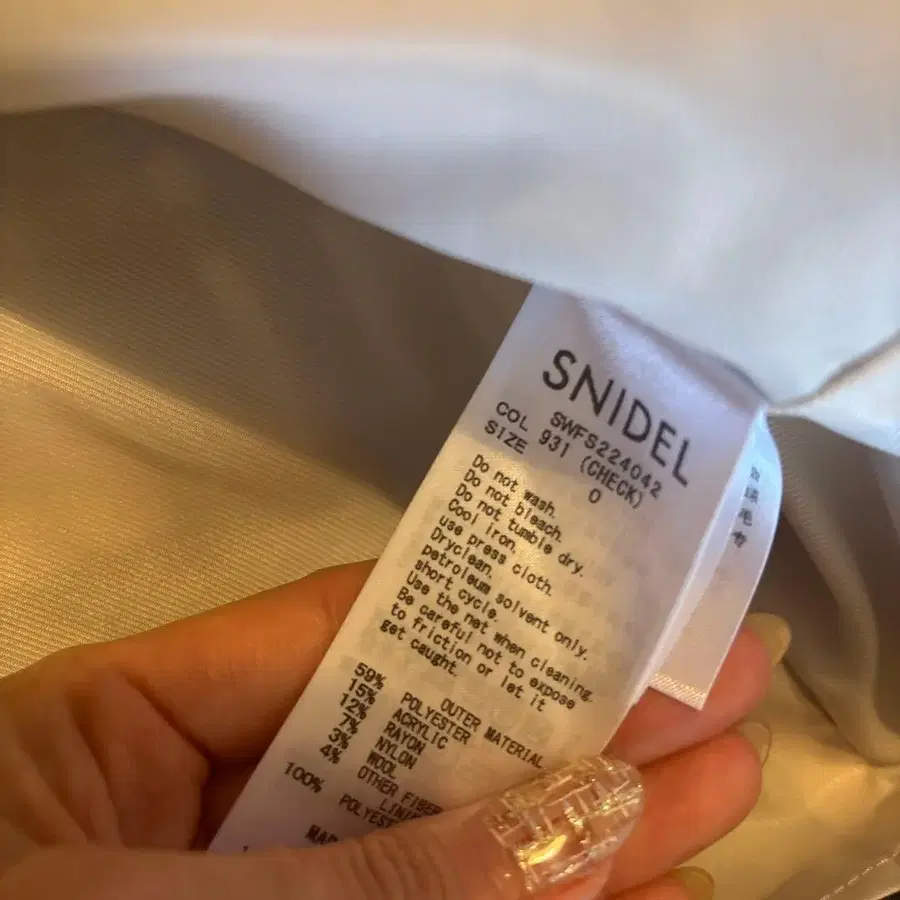 SNIDEL
SWFS224042
COL 931 (CHECK)
SIZE 0
Do not wash.
Do not bleach.
Do not tumble dry.
Cool iron.
use press cloth.
Dryclean.
petroleum solvent only.
short cycle.
Use the net when cleaning.
Be careful not to expose
to friction or let it
get caught.
OUTER MATERIAL
59% POLYESTER
15% ACRYLIC
12% RAYON
7% NYLON
3% WOOL
4% OTHER FIBER
100%
毛